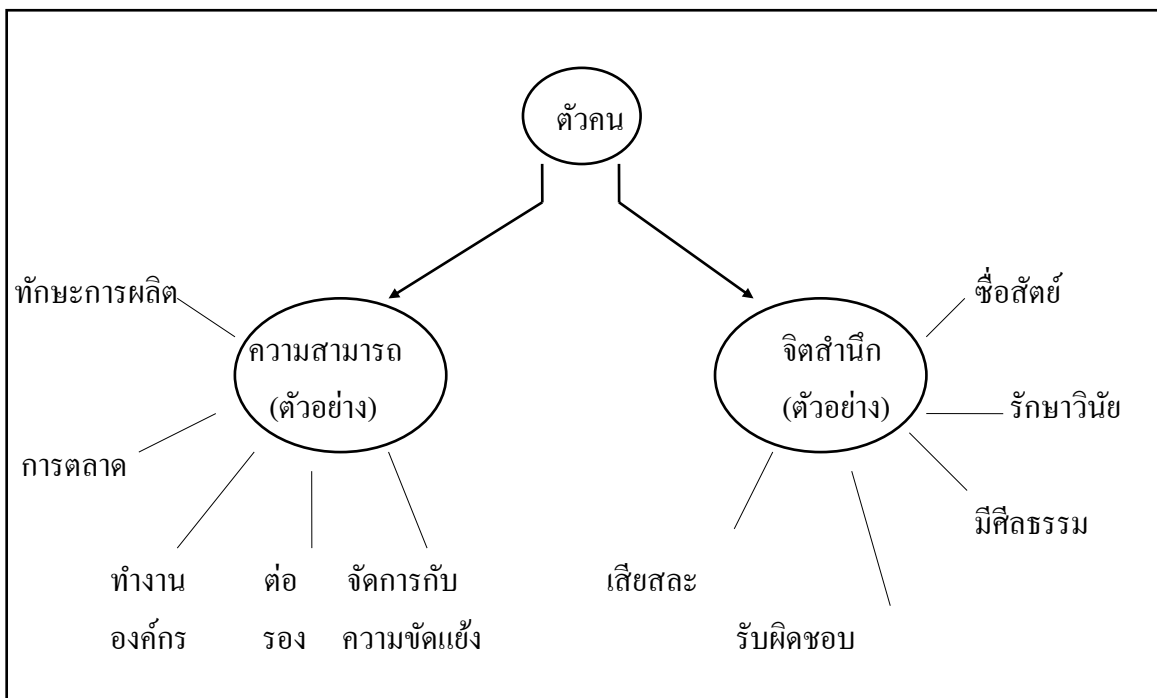 ตัวคน
ทักษะการผลิต
ซื่อสัตย์
ความสามารถ
(ตัวอย่าง)
จิตสำนึก
(ตัวอย่าง)
รักษาวินัย
การตลาด
มีศีลธรรม
ทำงาน
องค์กร
ต่อ
รอง
จัดการกับ
ความขัดแย้ง
เสียสละ
รับผิดชอบ